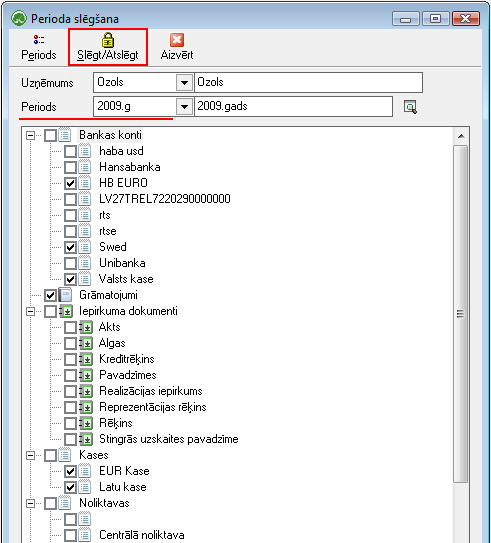 Perioda slēgšana
Periods Slēgt/Atslēgt Aizvērt
Uzņēmums Ozols Ozols
Periods 2009.g 2009.gads
Bankas konti
haba usd
Hansabanka
HB EURO
LV27TREL7220290000000
rts
rtse
Swed
Unibanka
Valsts kase
Grāmatojumi
Iepirkuma dokumenti
Akts
Algas
Kredītrēķins
Pavadzīmes
Realizācijas iepirkums
Reprezentācijas rēķins
Rēķins
Stingrās uzskaites pavadzīme
Kases
EUR Kase
Latu kase
Noliktavas
Centrālā noliktava